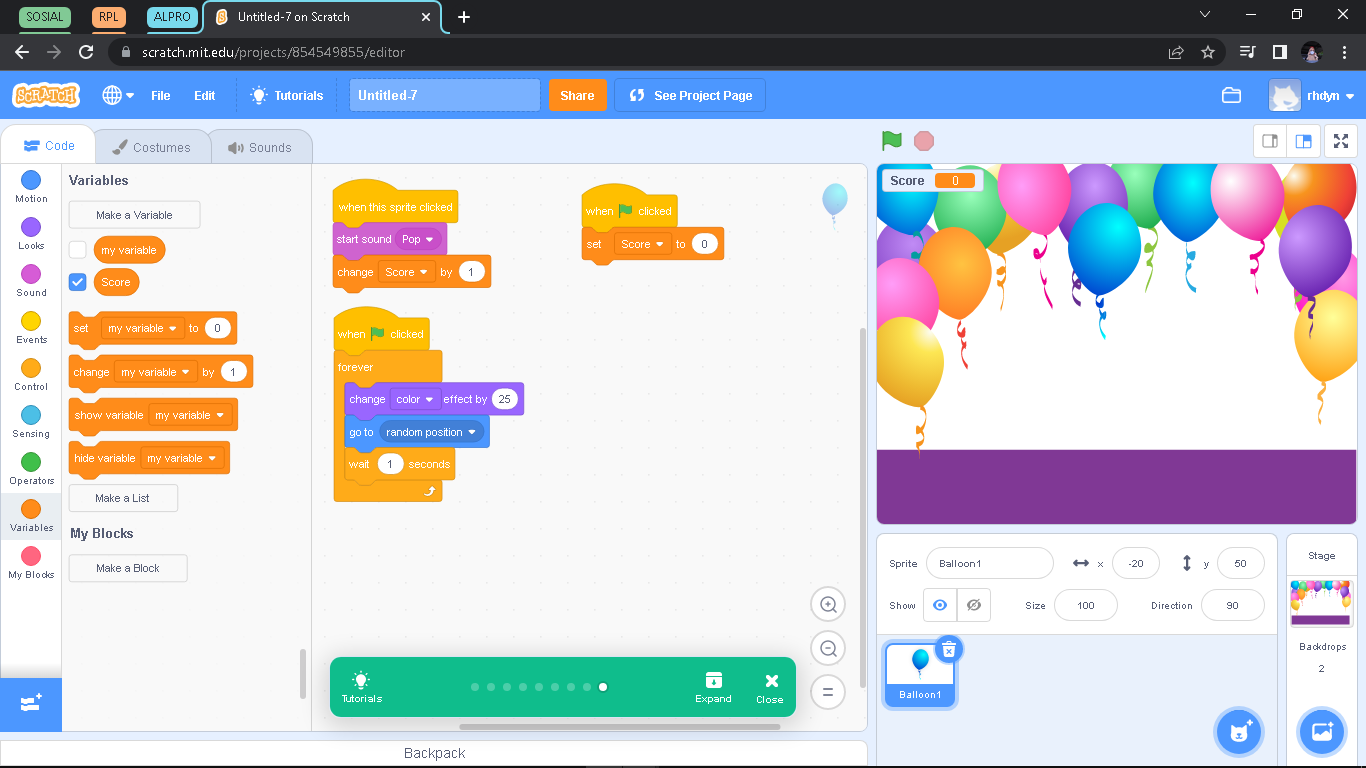 SOSIAL RPL ALPRO Untitled-7 on Scratch
scratch.mit.edu/projects/854549855/editor
SCRATCH File Edit Tutorials Untitled-7 Share See Project Page rhdyn
Code Costumes Sounds
Motion
Looks
Sound
Events
Control
Sensing
Operators
Variables
My Blocks
Variables
Make a Variable
my variable
Score
set my variable to 0
change my variable by 1
show variable my variable
hide variable my variable
Make a List
My Blocks
Make a Block
when this sprite clicked
start sound Pop
change Score by 1
when clicked
forever
change color effect by 25
go to random position
wait 1 seconds
when clicked
set Score to 0
Tutorials Expand Close
Backpack
Score 0
Sprite Balloon1 x -20 y 50
Show Size 100 Direction 90
Balloon1
Stage
Backdrops
2